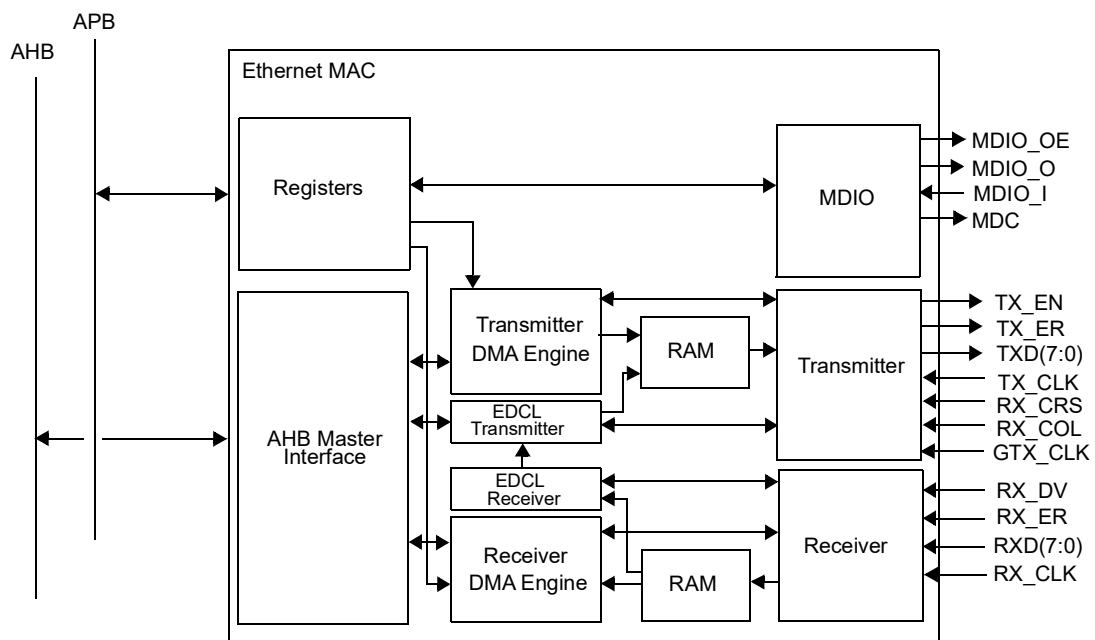 APB
AHB
Ethernet MAC
Registers
MDIO
MDIO_OE
MDIO_O
MDIO_I
MDC
Transmitter
DMA Engine
RAM
Transmitter
TX_EN
TX_ER
TXD(7:0)
TX_CLK
RX_CRS
RX_COL
GTX_CLK
EDCL
Transmitter
AHB Master
Interface
EDCL
Receiver
Receiver
DMA Engine
RAM
Receiver
RX_DV
RX_ER
RXD(7:0)
RX_CLK